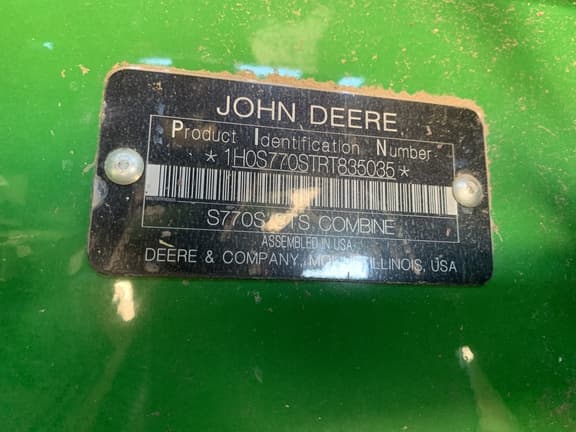 JOHN DEERE
Product Identification Number
*1H0S770STRT835035*
COMBINE
ASSEMBLED IN USA
DEERE & COMPANY, ILLINOIS, USA